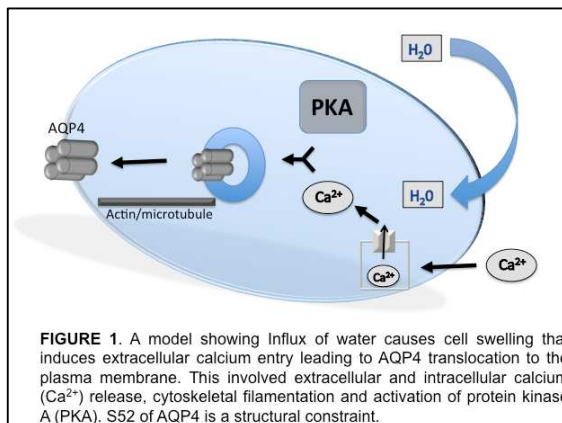 H₂0
PKA
AQP4
Ca²⁺
H₂0
Actin/microtubule
Ca²⁺
Ca²⁺
FIGURE 1. A model showing Influx of water causes cell swelling tha
induces extracellular calcium entry leading to AQP4 translocation to the
plasma membrane. This involved extracellular and intracellular calcium
(Ca²⁺) release, cytoskeletal filamentation and activation of protein kinase
A (PKA). S52 of AQP4 is a structural constraint.